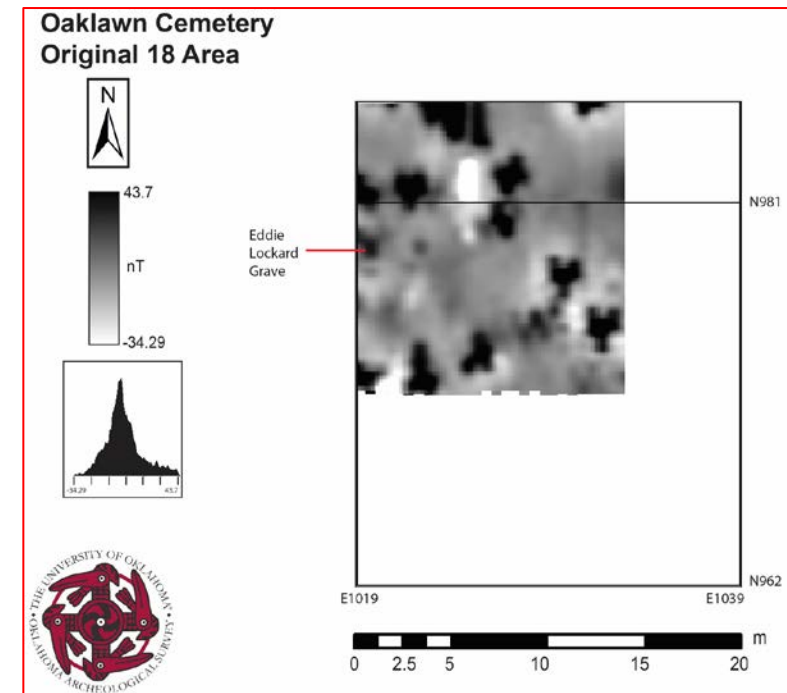 Oaklawn Cemetery
Original 18 Area
N
43.7
nT
-34.29
-34.29 43.7
Eddie
Lockard
Grave
N981
N962
E1019 E1039
m
0 2.5 5 10 15 20
• THE UNIVERSITY OF OKLAHOMA •
OKLAHOMA ARCHEOLOGICAL SURVEY